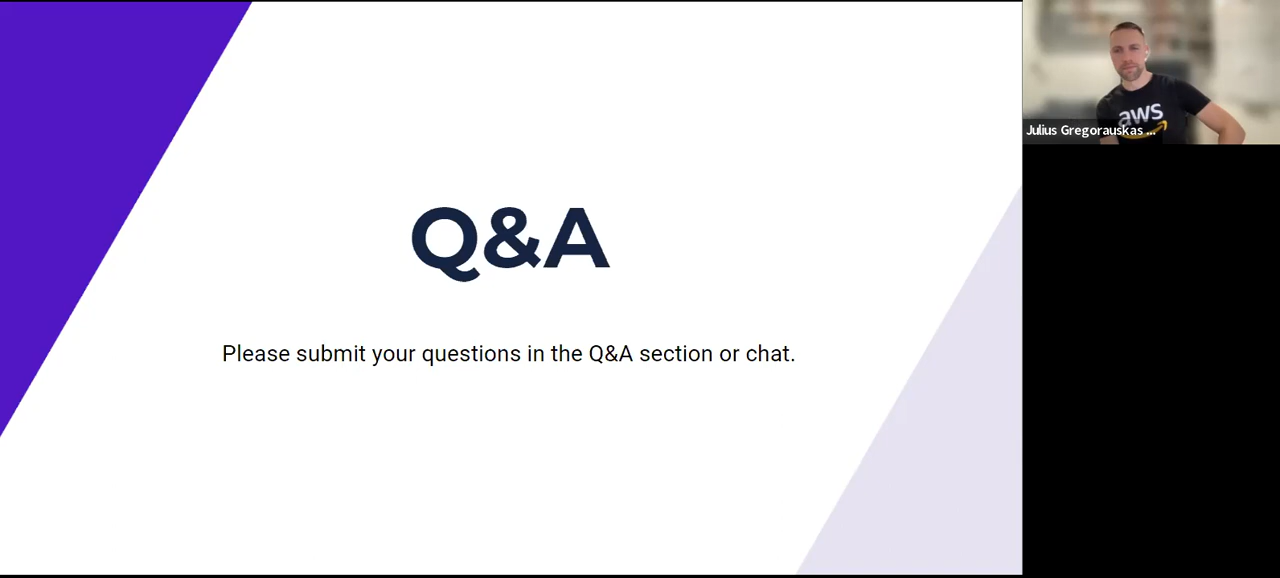 Q&A
Please submit your questions in the Q&A section or chat.
aws
Julius Gregorauskas ...